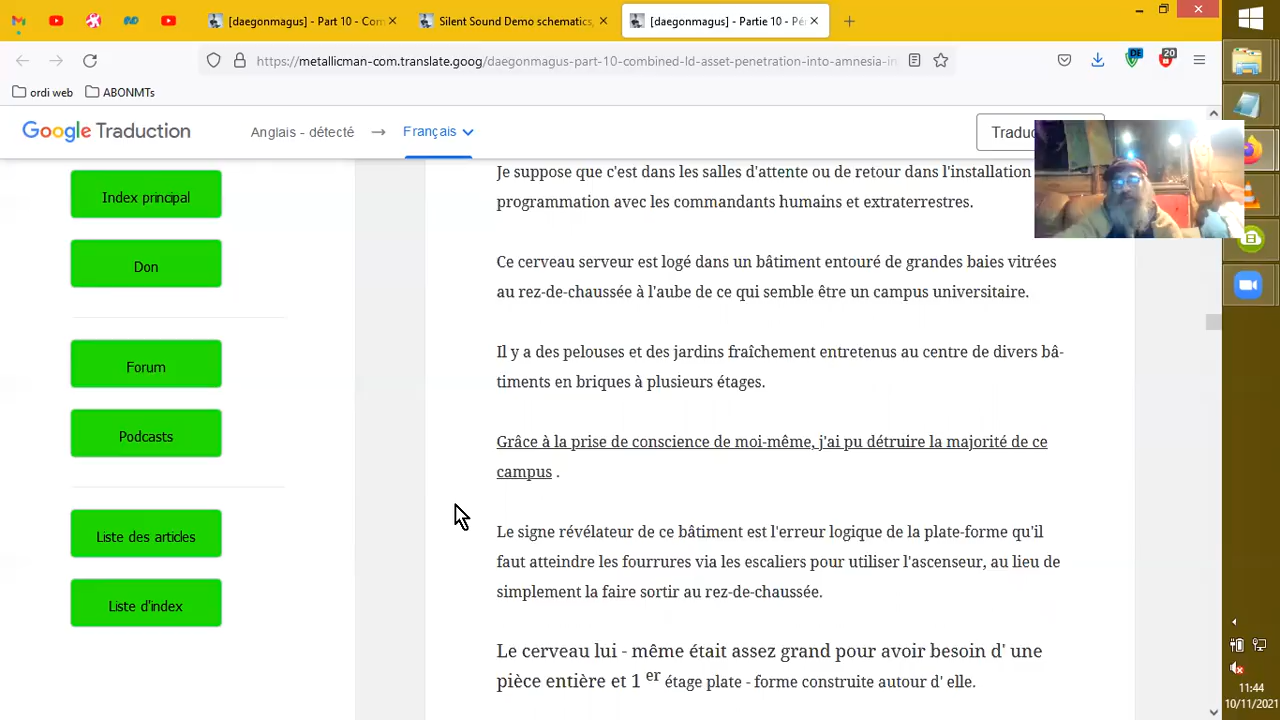 [daegonmagus] - Part 10 - Com
Silent Sound Demo schematics,
[daegonmagus] - Partie 10 - Pé
https://metallicman-com.translate.goog/daegonmagus-part-10-combined-ld-asset-penetration-into-amnesia-in
DE
20
ordi web
ABONMTs
Google Traduction
Anglais - détecté
Français
Traduc
Index principal
Don
Forum
Podcasts
Liste des articles
Liste d'index
Je suppose que c'est dans les salles d'attente ou de retour dans l'installation
programmation avec les commandants humains et extraterrestres.
Ce cerveau serveur est logé dans un bâtiment entouré de grandes baies vitrées
au rez-de-chaussée à l'aube de ce qui semble être un campus universitaire.
Il y a des pelouses et des jardins fraîchement entretenus au centre de divers bâ-
timents en briques à plusieurs étages.
Grâce à la prise de conscience de moi-même, j'ai pu détruire la majorité de ce
campus .
Le signe révélateur de ce bâtiment est l'erreur logique de la plate-forme qu'il
faut atteindre les fourrures via les escaliers pour utiliser l'ascenseur, au lieu de
simplement la faire sortir au rez-de-chaussée.
Le cerveau lui - même était assez grand pour avoir besoin d' une
pièce entière et 1 er étage plate - forme construite autour d' elle.
11:44
10/11/2021